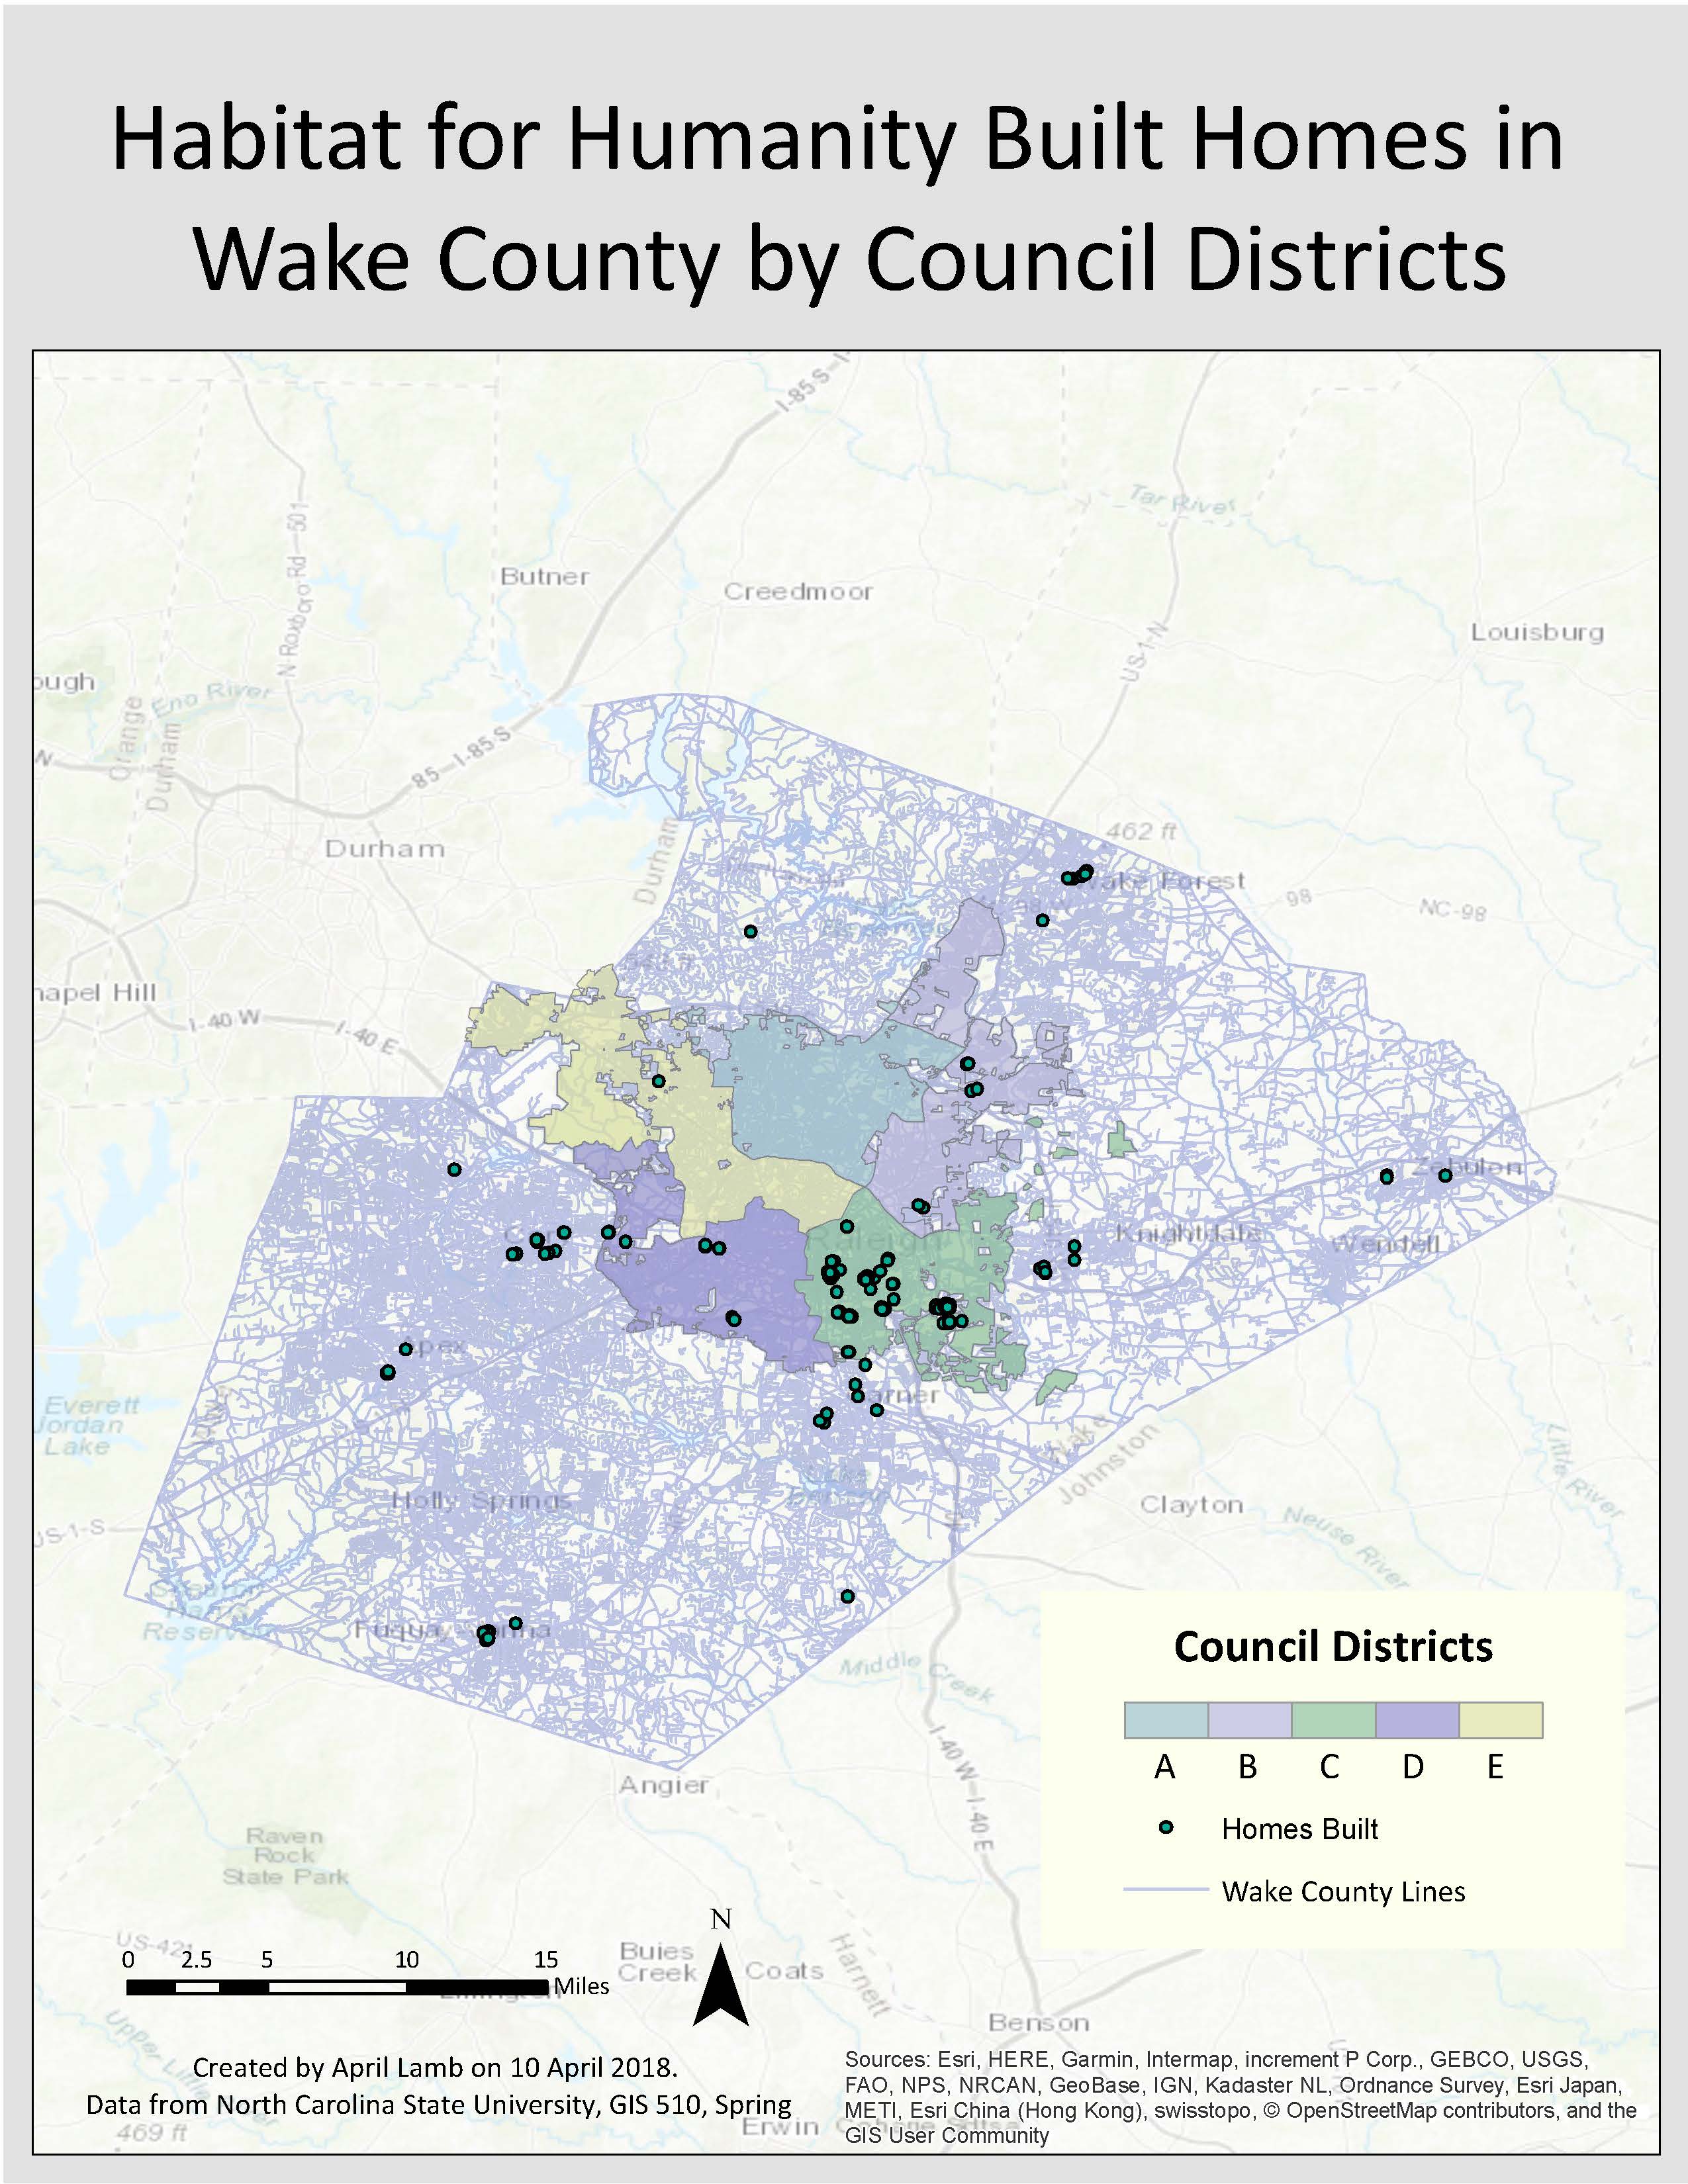 Habitat for Humanity Built Homes in
Wake County by Council Districts
I-85-S-I-
Tar River
Butner
Creedmoor
N-Roxboro-Rd-501
US-1-N
Louisburg
ough
Eno River
Orange
Durham
85-I-85-S
W
462 ft
Durham
Durham
Wake Forest
98
NC-98
hapel Hill
I-40 W
I-40 E
Zebulon
Cary
Raleigh
Knightdale
Wendell
Apex
Garner
Everett
Jordan
Lake
Wake
Johnston
Little River
Holly Springs
Clayton
US-1-S
Neuse River
Reservoir
Fuquay-Varina
Middle Creek
Council Districts
A B C D E
Homes Built
Wake County Lines
I-40 W-I-40 E
Angier
Raven
Rock
State Park
N
US-421
0 2.5 5 10 15
Miles
Buies
Creek
Coats
Harnett
Benson
Upper Little
Created by April Lamb on 10 April 2018.
Data from North Carolina State University, GIS 510, Spring
469 ft
Erwin
Sources: Esri, HERE, Garmin, Intermap, increment P Corp., GEBCO, USGS,
FAO, NPS, NRCAN, GeoBase, IGN, Kadaster NL, Ordnance Survey, Esri Japan,
METI, Esri China (Hong Kong), swisstopo, © OpenStreetMap contributors, and the
GIS User Community